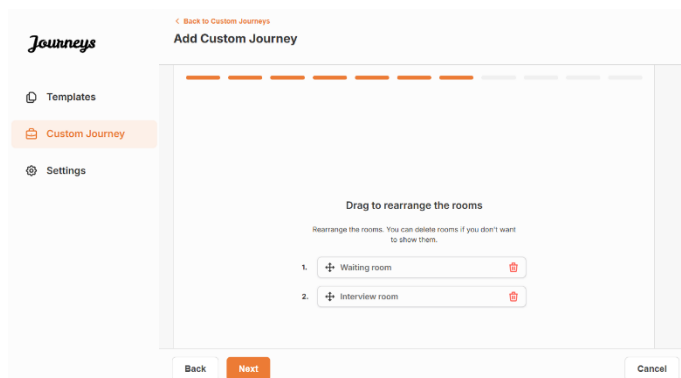 Journeys
Templates
Custom Journey
Settings
< Back to Custom Journeys
Add Custom Journey
Drag to rearrange the rooms
Rearrange the rooms. You can delete rooms if you don't want
to show them.
1. Waiting room
2. Interview room
Back Next Cancel